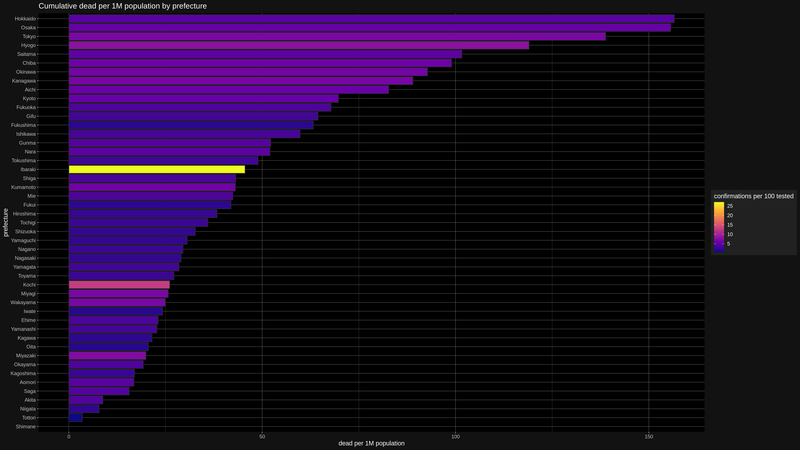 Cumulative dead per 1M population by prefecture
Hokkaido
Osaka
Tokyo
Hyogo
Saitama
Chiba
Okinawa
Kanagawa
Aichi
Kyoto
Fukuoka
Gifu
Fukushima
Ishikawa
Gunma
Nara
Tokushima
Ibaraki
Shiga
Kumamoto
Mie
Fukui
Hiroshima
Tochigi
Shizuoka
Yamaguchi
Nagano
Nagasaki
Yamagata
Toyama
Kochi
Miyagi
Wakayama
Iwate
Ehime
Yamanashi
Kagawa
Oita
Miyazaki
Okayama
Kagoshima
Aomori
Saga
Akita
Niigata
Tottori
Shimane
prefecture
0 50 100 150
dead per 1M population
confirmations per 100 tested
25
20
15
10
5